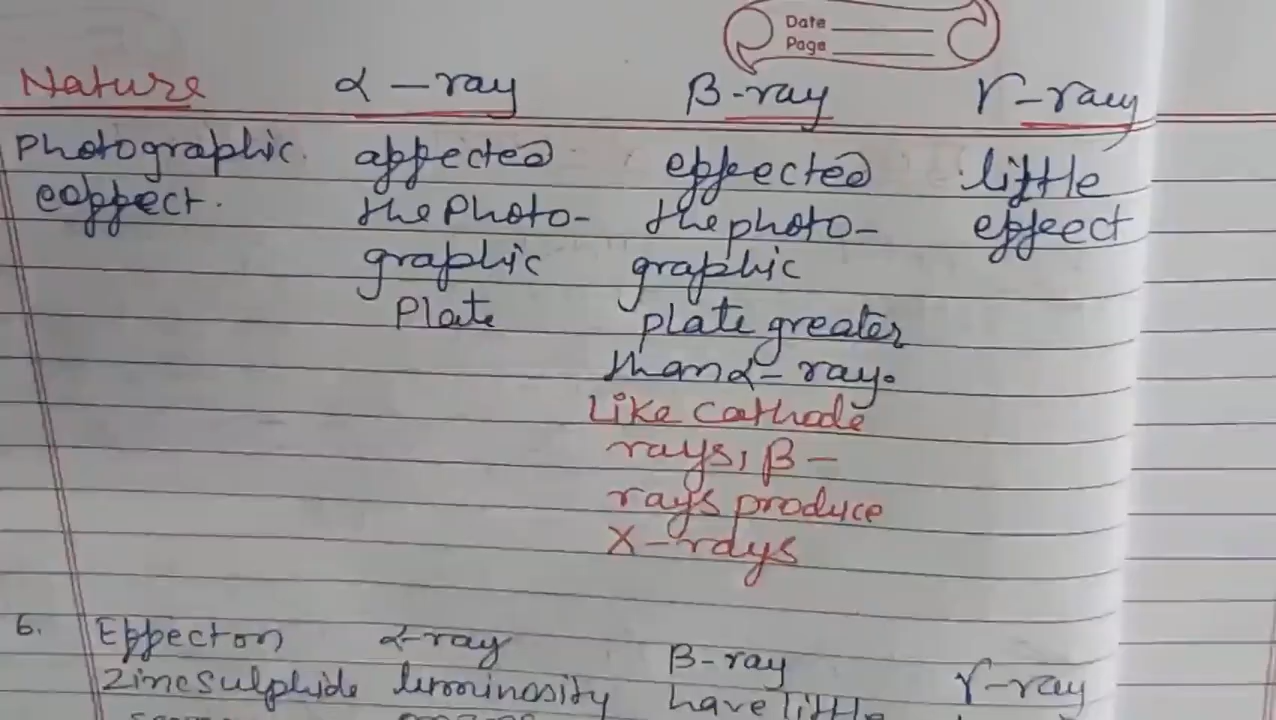 Date
Page
Nature α-ray β-ray γ-ray
Photographic affected effected little
eaffect. the Photo- the photo- effeect
graphic graphic
Plate plate greater
than α-ray.
Like cathode
rays, β-
rays produce
X-rays
6. Effect on α-ray β-ray γ-ray
Zinc sulphide luminosity have little